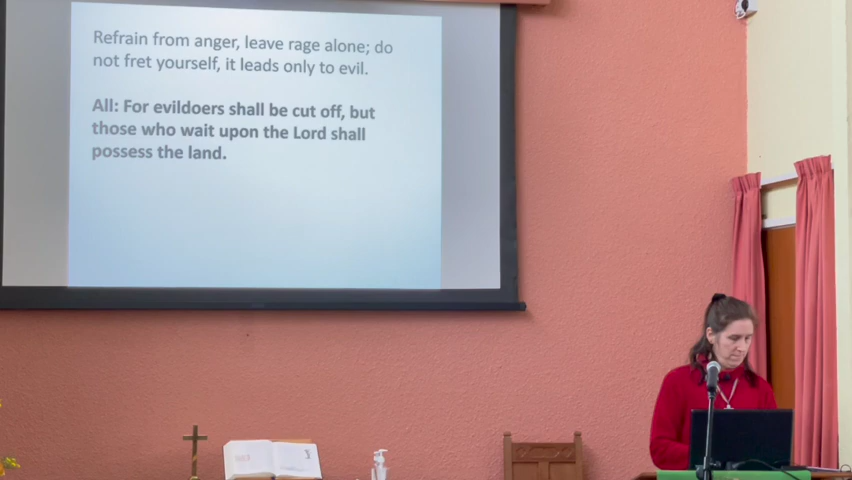 Refrain from anger, leave rage alone; do
not fret yourself, it leads only to evil.
All: For evildoers shall be cut off, but
those who wait upon the Lord shall
possess the land.